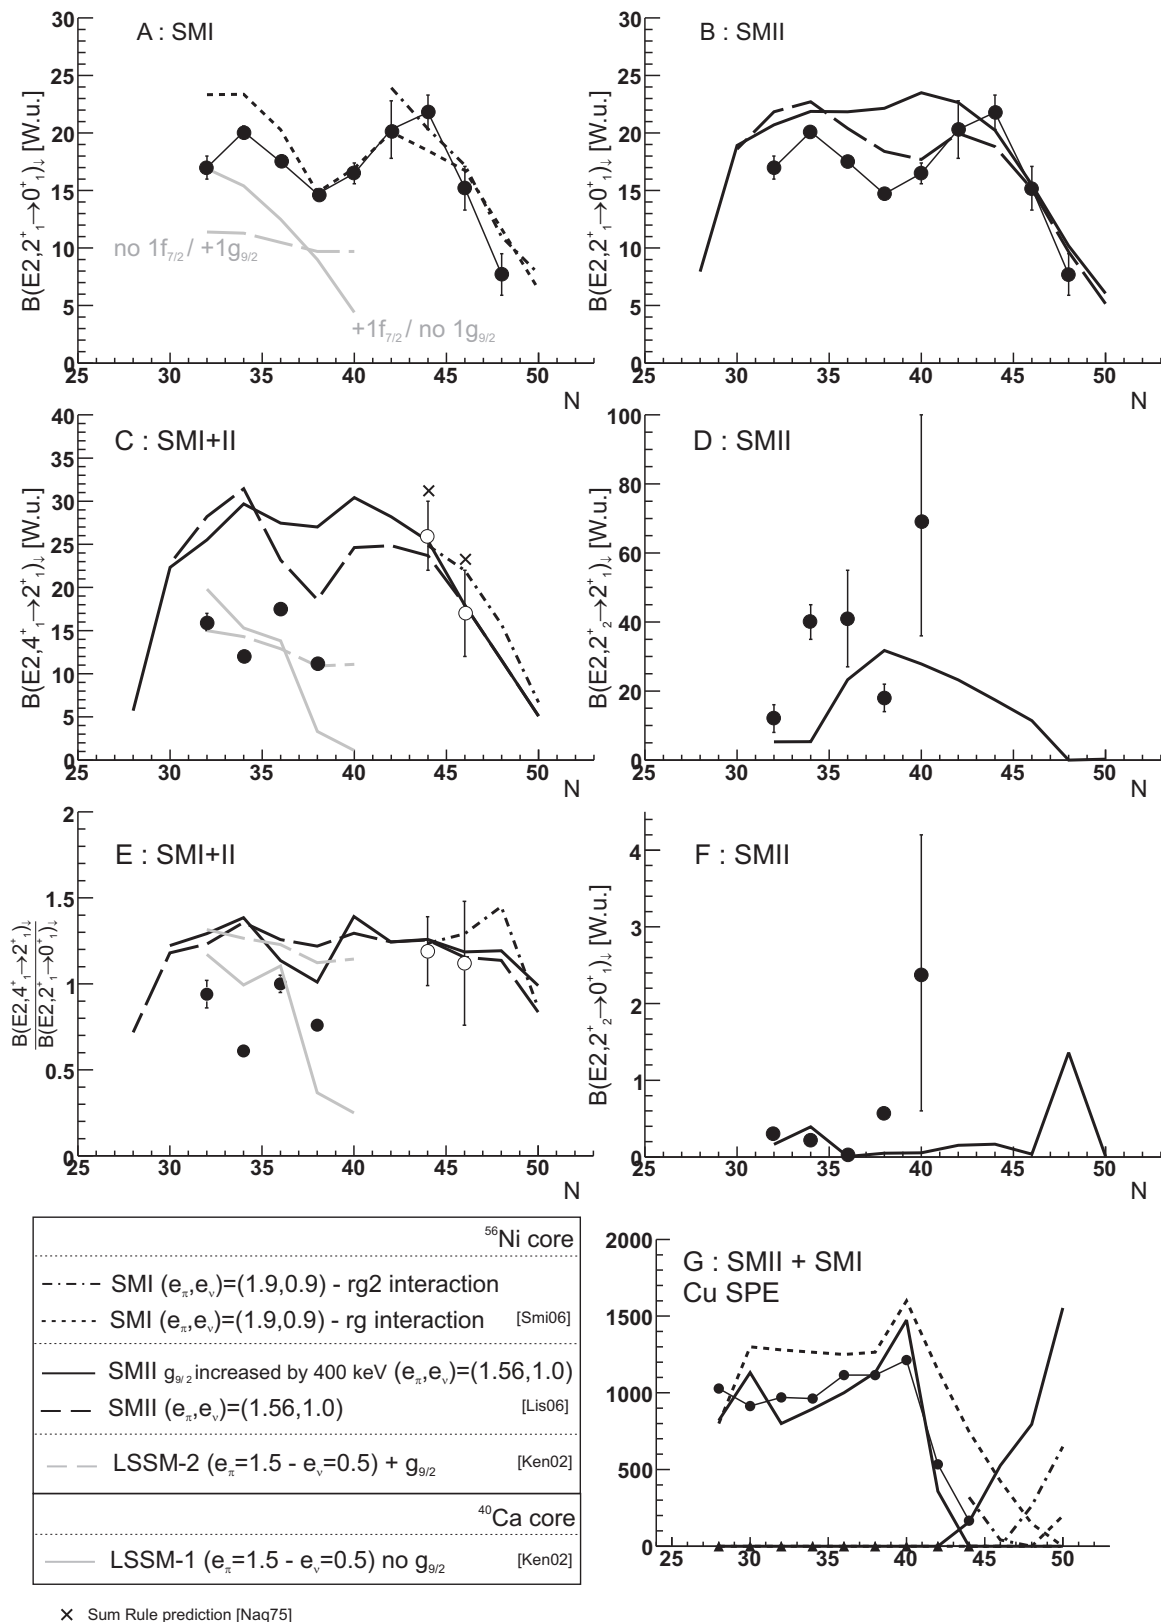 A : SMI
B(E2,2⁺₁→0⁺₁)↓ [W.u.]
30
25
20
15
10
5
0
no 1f7/2 / +1g9/2
+1f7/2 / no 1g9/2
25 30 35 40 45 50
N
B : SMII
B(E2,2⁺₁→0⁺₁)↓ [W.u.]
30
25
20
15
10
5
0
25 30 35 40 45 50
N
C : SMI+II
B(E2,4⁺₁→2⁺₁)↓ [W.u.]
40
35
30
25
20
15
10
5
0
25 30 35 40 45 50
N
D : SMII
B(E2,2⁺₂→2⁺₁)↓ [W.u.]
100
80
60
40
20
0
25 30 35 40 45 50
N
E : SMI+II
B(E2,4⁺₁→2⁺₁)↓
B(E2,2⁺₁→0⁺₁)↓
2
1.5
1
0.5
0
25 30 35 40 45 50
N
F : SMII
B(E2,2⁺₂→0⁺₁)↓ [W.u.]
4
3
2
1
0
25 30 35 40 45 50
N
⁵⁶Ni core
SMI (eπ,eν)=(1.9,0.9) - rg2 interaction
SMI (eπ,eν)=(1.9,0.9) - rg interaction [Smi06]
SMII g9/2 increased by 400 keV (eπ,eν)=(1.56,1.0)
SMII (eπ,eν)=(1.56,1.0) [Lis06]
LSSM-2 (eπ=1.5 - eν=0.5) + g9/2 [Ken02]
⁴⁰Ca core
LSSM-1 (eπ=1.5 - eν=0.5) no g9/2 [Ken02]
× Sum Rule prediction [Naq75]
G : SMII + SMI
Cu SPE
2000
1500
1000
500
0
25 30 35 40 45 50